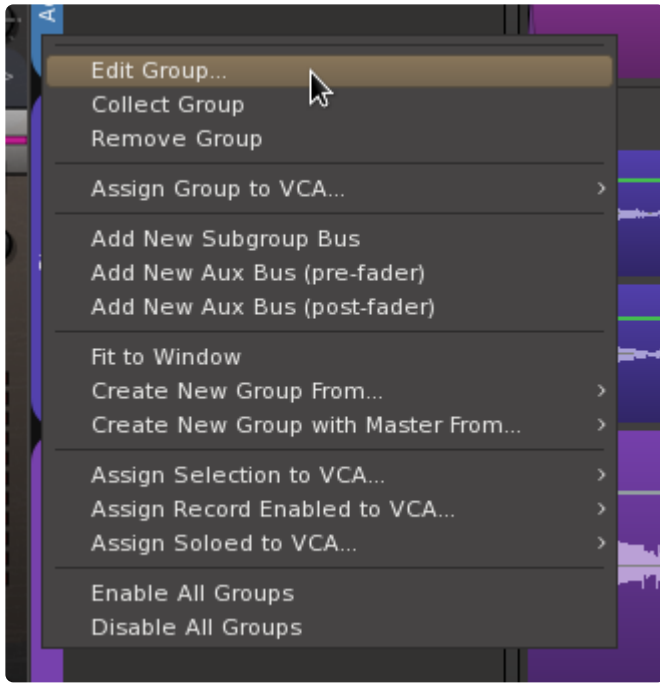 Edit Group...
Collect Group
Remove Group
Assign Group to VCA...
Add New Subgroup Bus
Add New Aux Bus (pre-fader)
Add New Aux Bus (post-fader)
Fit to Window
Create New Group From...
Create New Group with Master From...
Assign Selection to VCA...
Assign Record Enabled to VCA...
Assign Soloed to VCA...
Enable All Groups
Disable All Groups